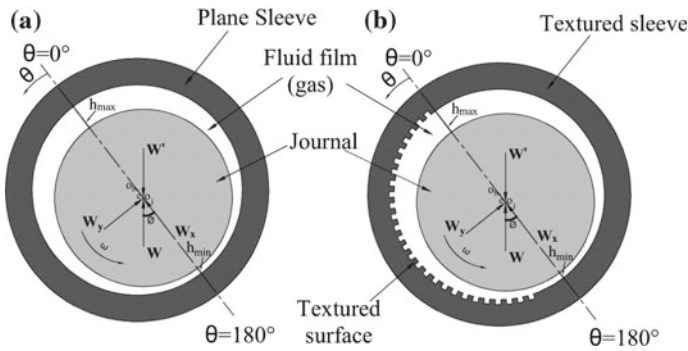 (a)
Plane Sleeve
(b)
Textured sleeve
θ=0°
θ
Fluid film
(gas)
θ=0°
θ
hmax
hmax
Journal
W'
W'
Wy
Wx
ø
ω
W
hmin
Wy
Wx
ø
ω
W
hmin
Textured
surface
θ=180°
θ=180°